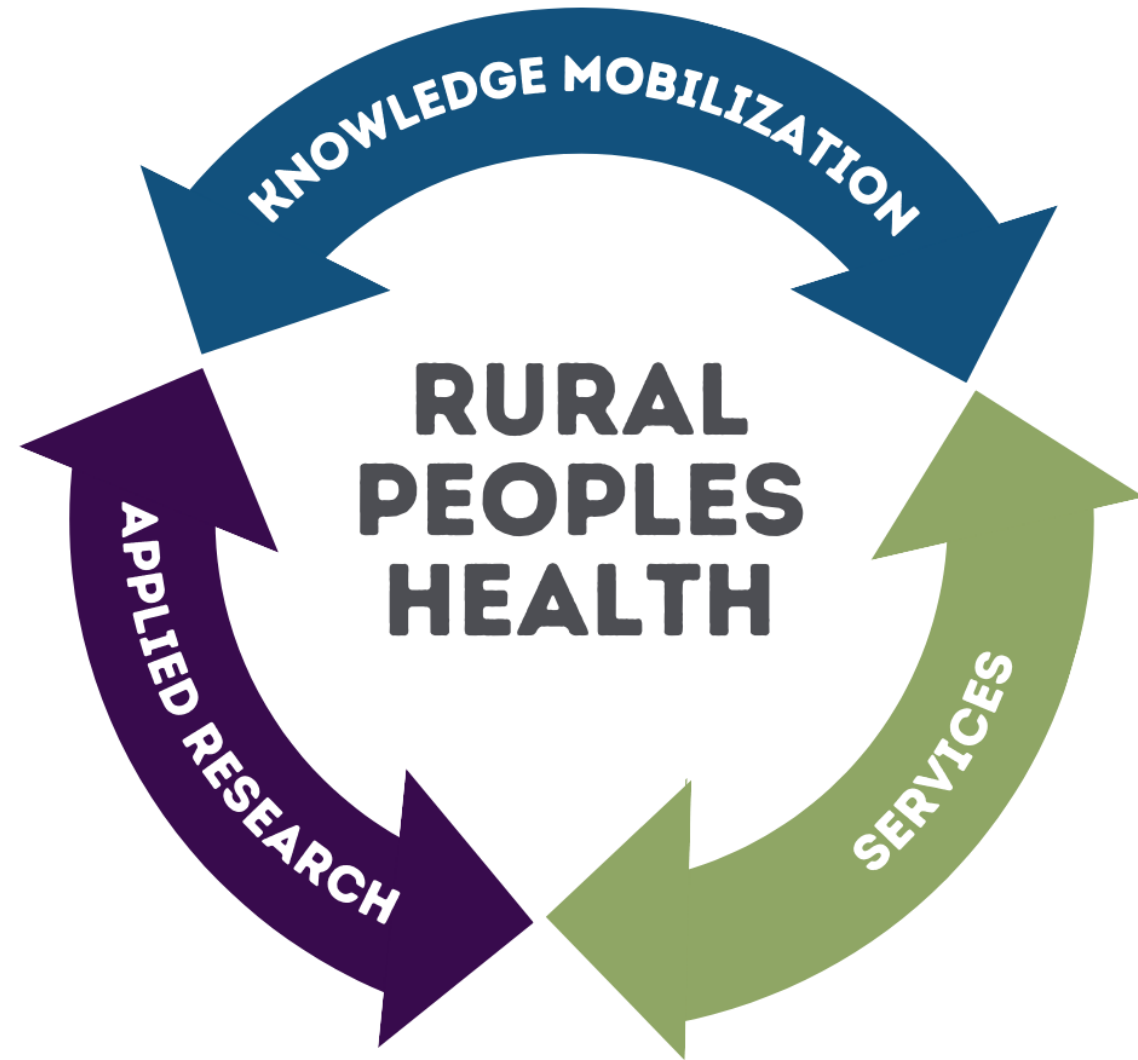 KNOWLEDGE MOBILIZATION
RURAL
PEOPLES
HEALTH
APPLIED RESEARCH
SERVICES